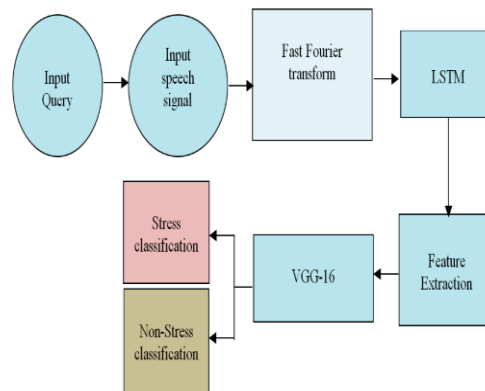 Input
Query
Input
speech
signal
Fast Fourier
transform
LSTM
Feature
Extraction
VGG-16
Stress
classification
Non-Stress
classification